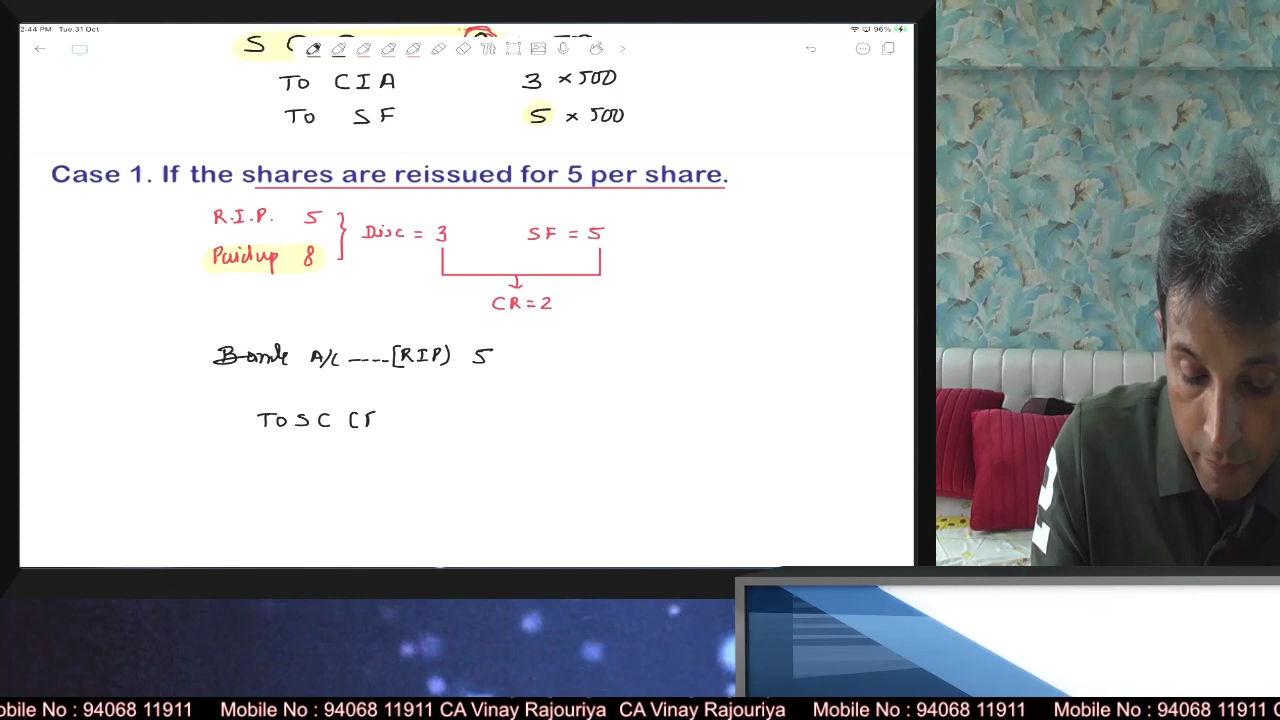 2:44 PM Tue 31 Oct
96%
S C
TO CIA 3 × 500
TO SF 5 × 500
Case 1. If the shares are reissued for 5 per share.
R.I.P. 5
Disc = 3 SF = 5
Paidup 8
CR = 2
Bank A/C ----[RIP) 5
TO SC
obile No : 94068 11911 Mobile No : 94068 11911 CA Vinay Rajouriya CA Vinay Rajouriya Mobile No : 94068 11911 Mobile No : 94068 11911 C